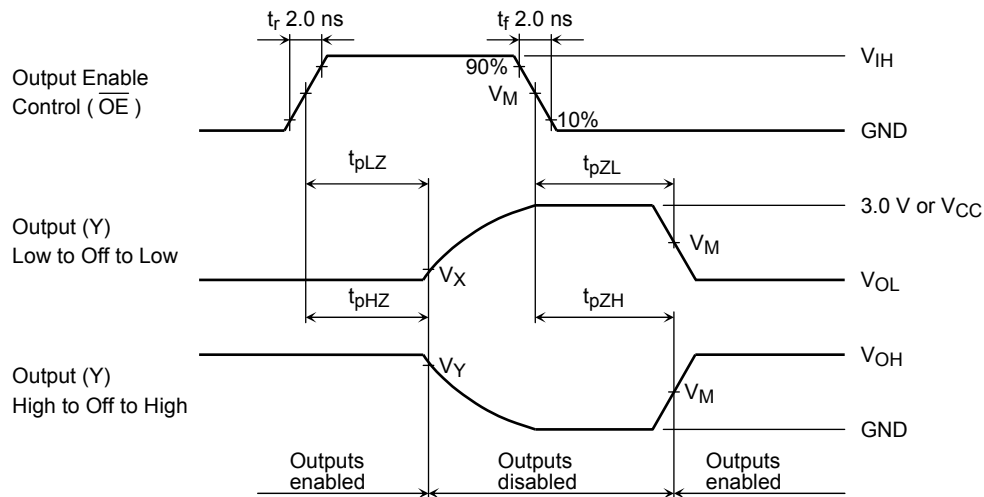 tr 2.0 ns
tf 2.0 ns
Output Enable
Control ( OE )
90%
VM
10%
VIH
GND
tpLZ
tpZL
Output (Y)
Low to Off to Low
3.0 V or VCC
VM
VX
VOL
tpHZ
tpZH
Output (Y)
High to Off to High
VY
VOH
VM
GND
Outputs
enabled
Outputs
disabled
Outputs
enabled